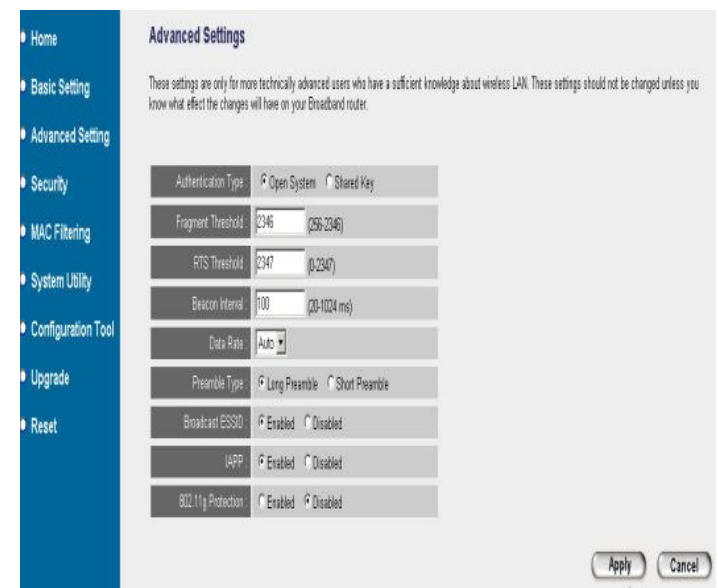 Home
Basic Setting
Advanced Setting
Security
MAC Filtering
System Utility
Configuration Tool
Upgrade
Reset
Advanced Settings
These settings are only for more technically advanced users who have a sufficient knowledge about wireless LAN. These settings should not be changed unless you
know what effect the changes will have on your Broadband router.
Authentication Type : Open System Shared Key
Fragment Threshold : 2346 (256-2346)
RTS Threshold : 2347 (0-2347)
Beacon Interval : 100 (20-1024 ms)
Data Rate : Auto
Preamble Type : Long Preamble Short Preamble
Broadcast ESSID : Enabled Disabled
IAPP : Enabled Disabled
802.11g Protection : Enabled Disabled
Apply Cancel